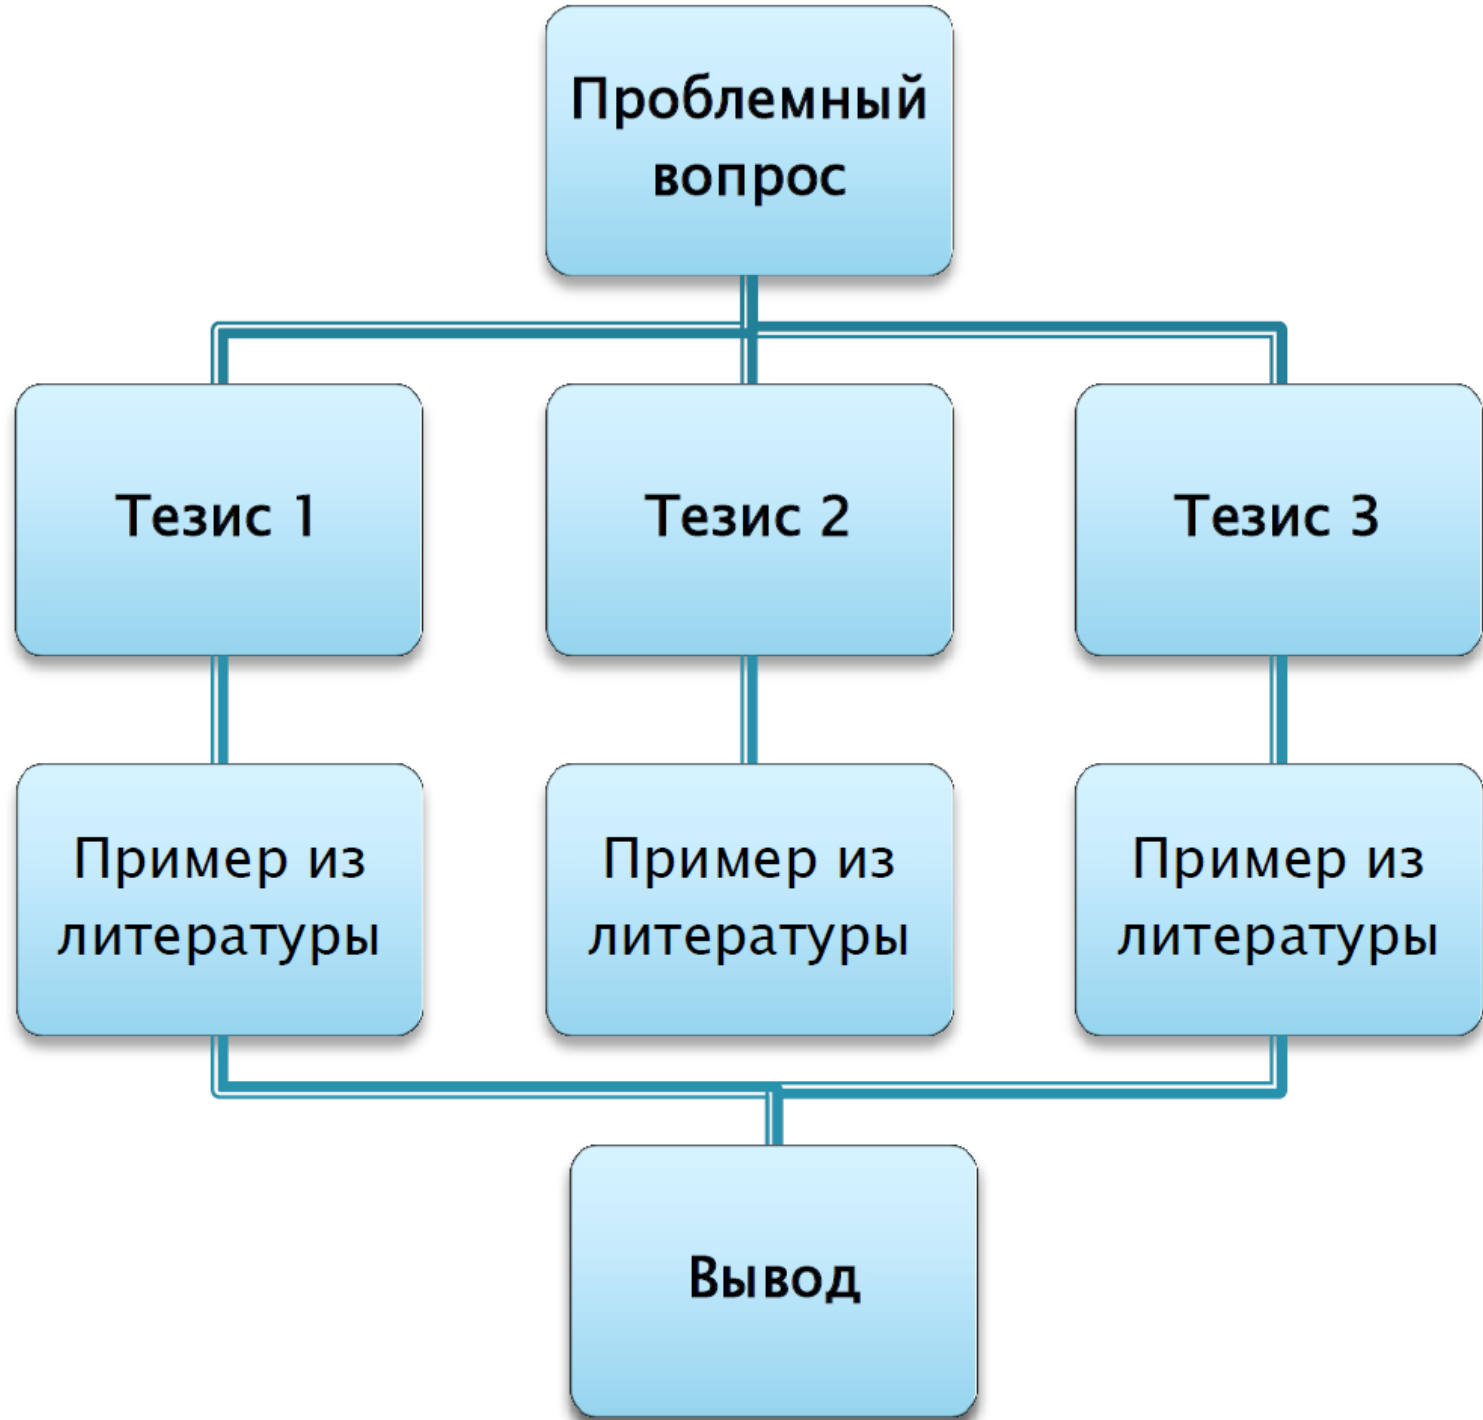 Проблемный
вопрос
Тезис 1
Тезис 2
Тезис 3
Пример из
литературы
Пример из
литературы
Пример из
литературы
Вывод